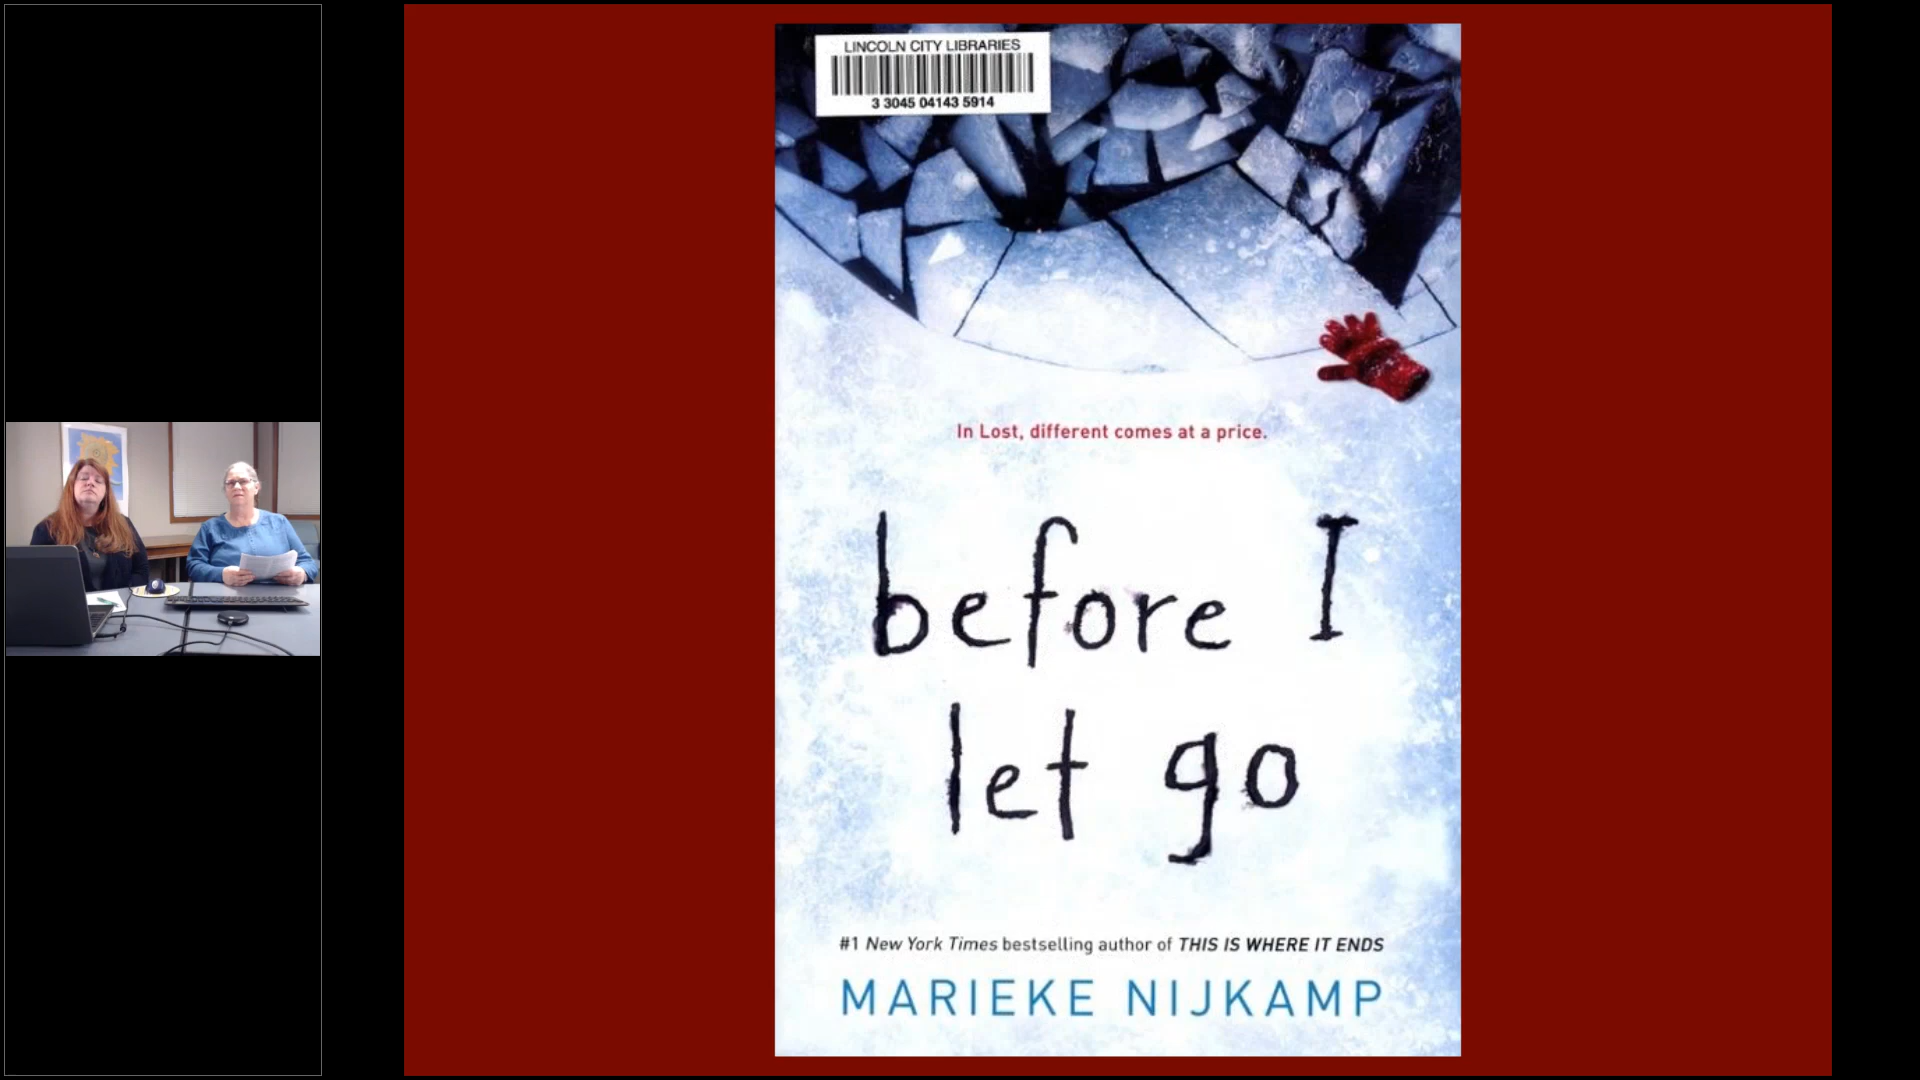 LINCOLN CITY LIBRARIES
3 3045 04143 5914
In Lost, different comes at a price.
before I
let go
#1 New York Times bestselling author of THIS IS WHERE IT ENDS
MARIEKE NIJKAMP